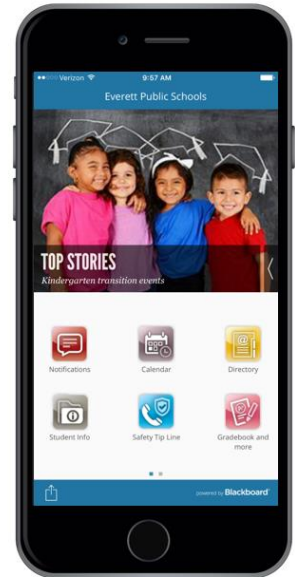 Verizon 9:57 AM
Everett Public Schools
TOP STORIES
Kindergarten transition events
Notifications
Calendar
Directory
Student Info
Safety Tip Line
Gradebook and
more
powered by Blackboard